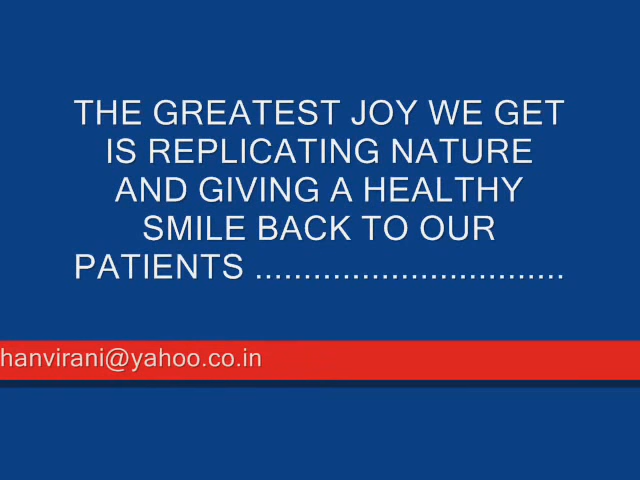 THE GREATEST JOY WE GET
IS REPLICATING NATURE
AND GIVING A HEALTHY
SMILE BACK TO OUR
PATIENTS ................................
hanvirani@yahoo.co.in